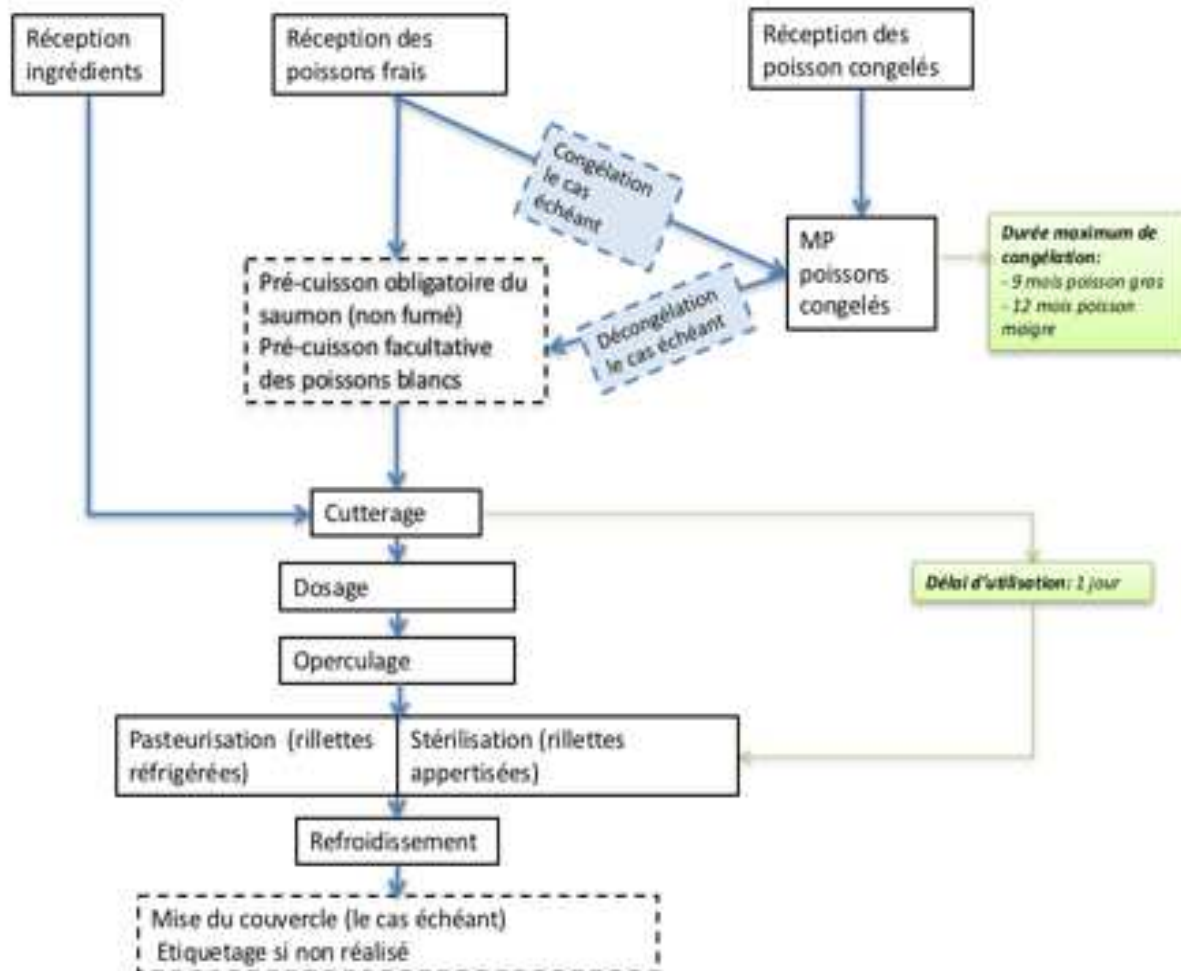 Réception
ingrédients
Réception des
poissons frais
Réception des
poisson congelés
Congélation
le cas
échéant
MP
poissons
congelés
Durée maximum de
congélation:
- 9 mois poisson gras
- 12 mois poisson
maigre
Décongélation
le cas échéant
Pré-cuisson obligatoire du
saumon (non fumé)
Pré-cuisson facultative
des poissons blancs
Cutterage
Dosage
Délai d'utilisation: 1 jour
Operculage
Pasteurisation (rillettes
réfrigérées)
Stérilisation (rillettes
appertisées)
Refroidissement
Mise du couvercle (le cas échéant)
Etiquetage si non réalisé